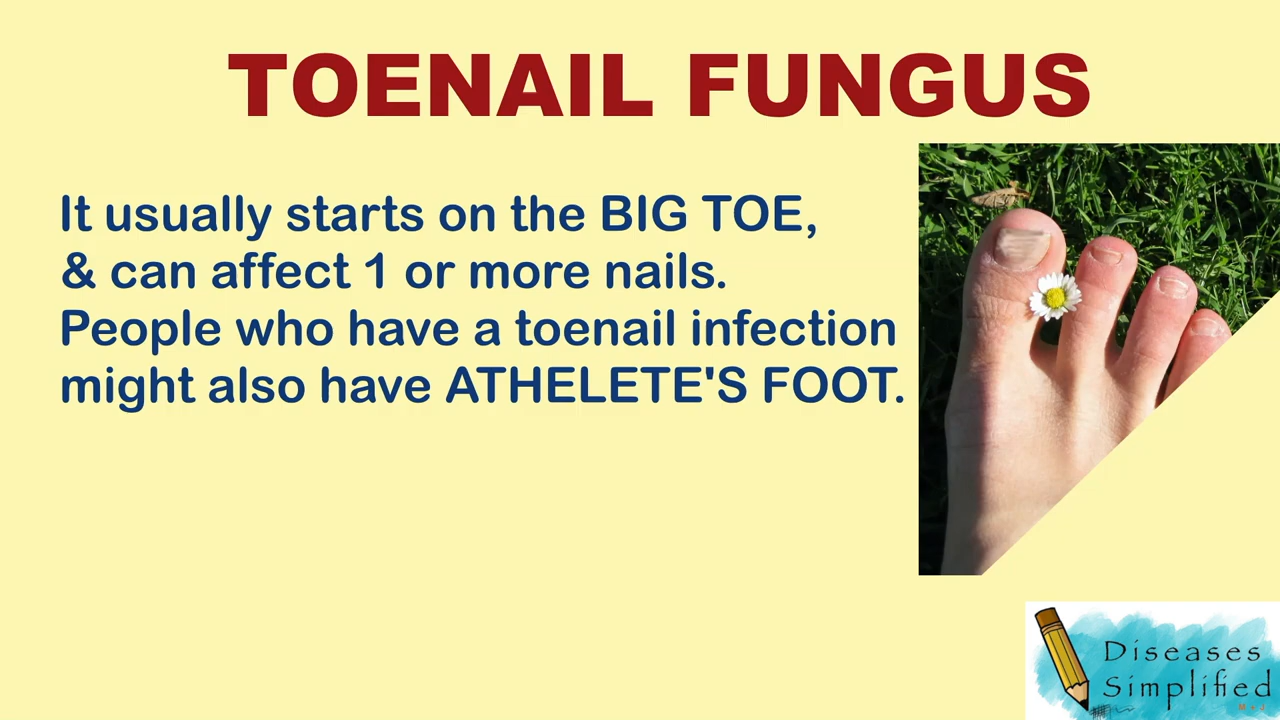 TOENAIL FUNGUS
It usually starts on the BIG TOE,
& can affect 1 or more nails.
People who have a toenail infection
might also have ATHELETE'S FOOT.
Diseases
Simplified
MeJ